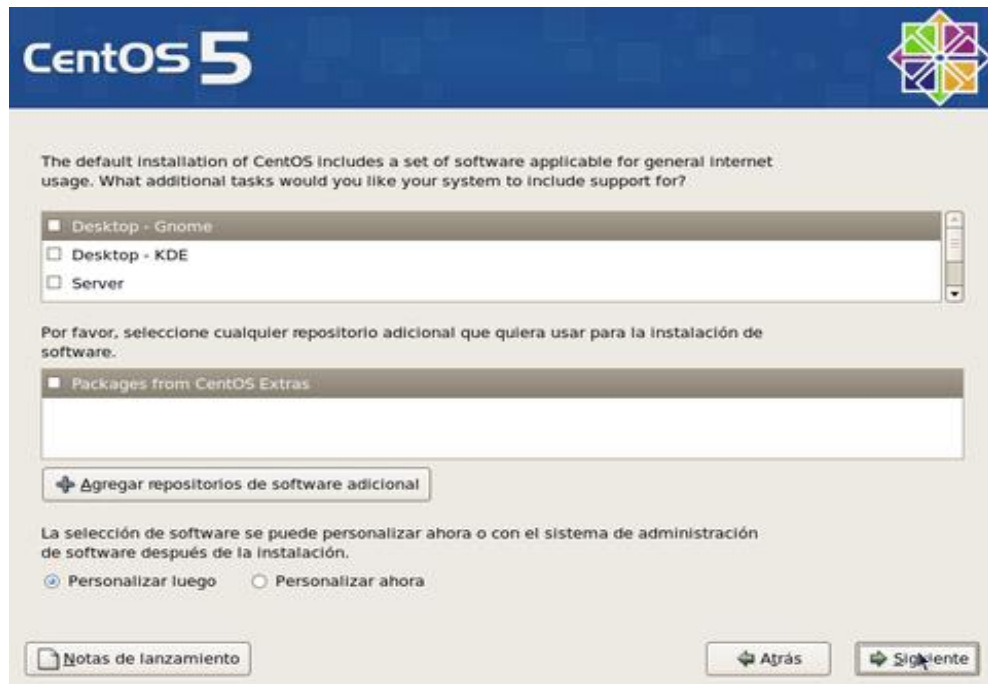 CentOS 5
The default installation of CentOS includes a set of software applicable for general internet
usage. What additional tasks would you like your system to include support for?
Desktop - Gnome
Desktop - KDE
Server
Por favor, seleccione cualquier repositorio adicional que quiera usar para la instalación de
software.
Packages from CentOS Extras
Agregar repositorios de software adicional
La selección de software se puede personalizar ahora o con el sistema de administración
de software después de la instalación.
Personalizar luego Personalizar ahora
Notas de lanzamiento Atrás Siguiente